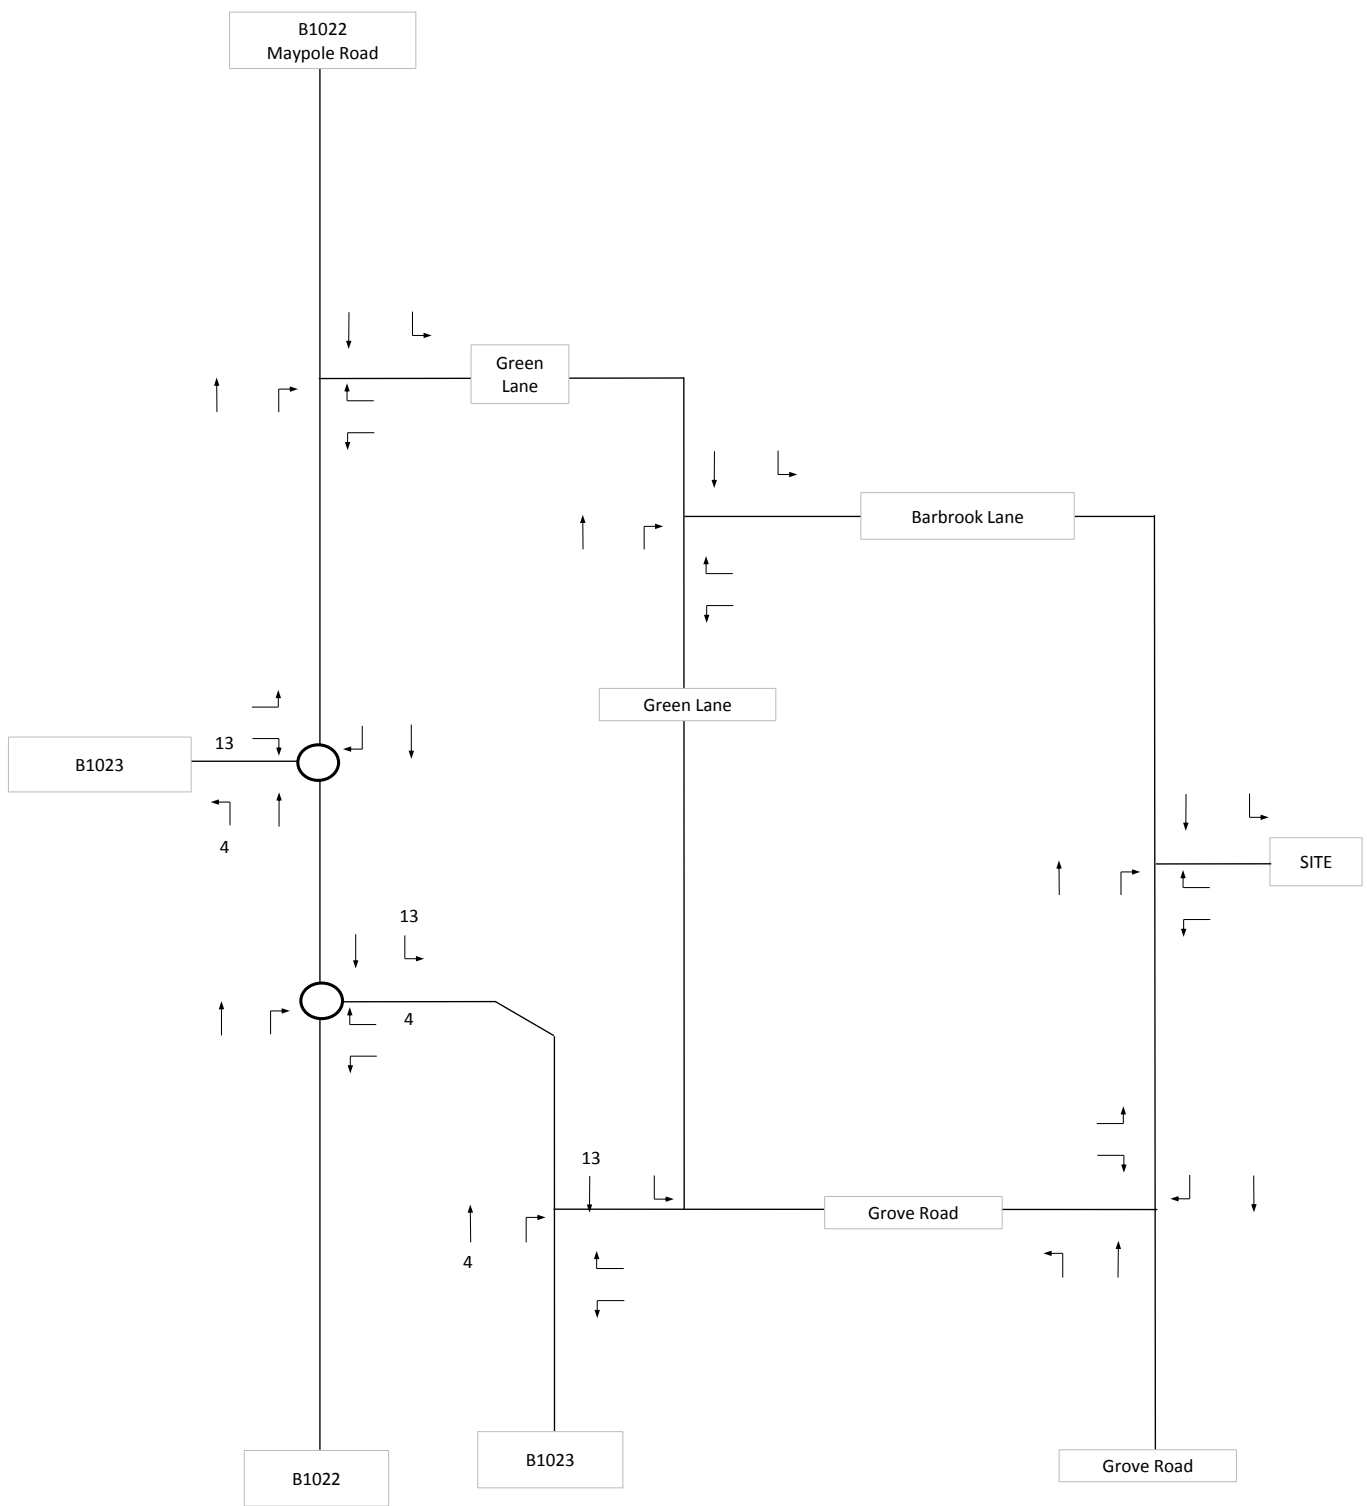 B1022
Maypole Road
Green
Lane
Barbrook Lane
Green Lane
13
B1023
4
SITE
13
4
13
Grove Road
4
B1023
Grove Road
B1022